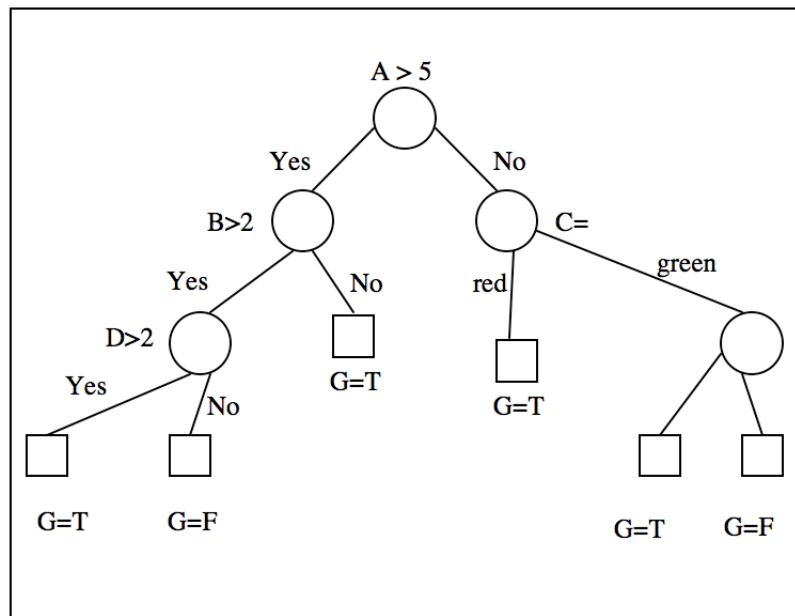 A > 5
Yes
No
B>2
C=
Yes
No
red
green
D>2
G=T
G=T
Yes
No
G=T
G=F
G=T
G=F